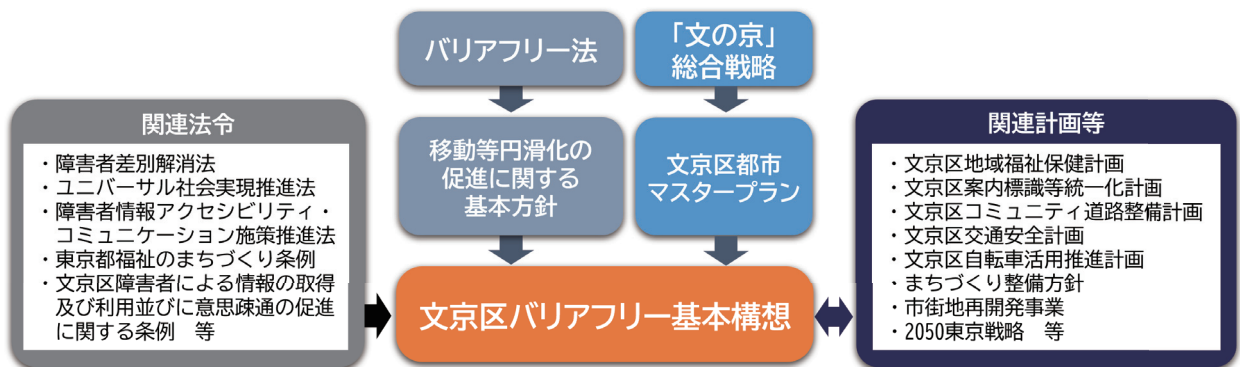 バリアフリー法
「文の京」
総合戦略
移動等円滑化の
促進に関する
基本方針
文京区都市
マスタープラン
関連法令
・障害者差別解消法
・ユニバーサル社会実現推進法
・障害者情報アクセシビリティ・
コミュニケーション施策推進法
・東京都福祉のまちづくり条例
・文京区障害者による情報の取得
及び利用並びに意思疎通の促進
に関する条例　等
文京区バリアフリー基本構想
関連計画等
・文京区地域福祉保健計画
・文京区案内標識等統一化計画
・文京区コミュニティ道路整備計画
・文京区交通安全計画
・文京区自転車活用推進計画
・まちづくり整備方針
・市街地再開発事業
・2050東京戦略　等